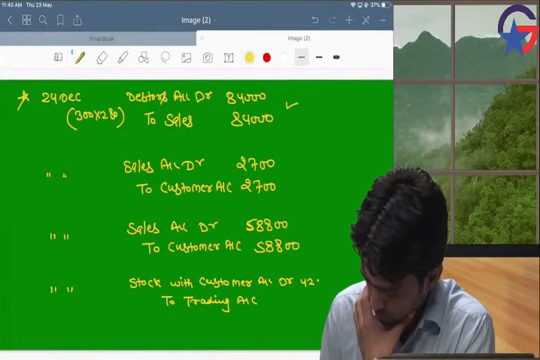 11:40 AM Thu 23 May
37%
Image (2)
Final Book
Image (2)
24 Dec Debtors A/c Dr 84000
(300x280) To Sales 84000
Sales A/c Dr 2700
" " To Customer A/C 2700
Sales A/c Dr 58800
" " To Customer A/C 58800
" " Stock with Customer A/c Dr 42
To Trading A/C